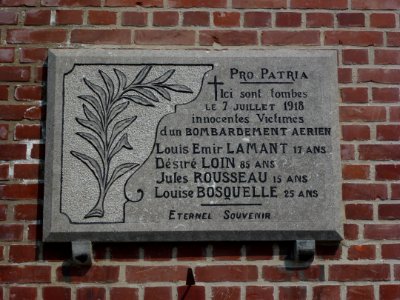 PRO PATRIA
ICI SONT TOMBES
LE 7 JUILLET 1918
INNOCENTES VICTIMES
D'UN BOMBARDEMENT AERIEN
LOUIS EMIR LAMANT 17 ANS
DÉSIRÉ LOIN 85 ANS
JULES ROUSSEAU 15 ANS
LOUISE BOSQUELLE 25 ANS
ETERNEL SOUVENIR